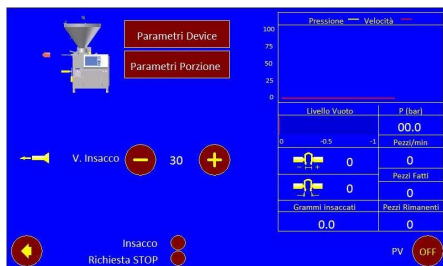 Parametri Device
Parametri Porzione
Pressione Velocità
100
75
50
25
0
Livello Vuoto P (bar)
00.0
0 -0.5 -1 Pezzi/min
- + 0 0
Pezzi Fatti
0 0
Grammi insaccati Pezzi Rimanenti
0.0 0
V. Insacco 30
Insacco
Richiesta STOP
PV OFF